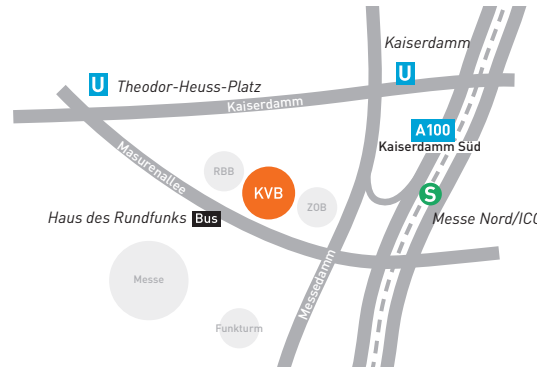 Kaiserdamm
U
U
Theodor-Heuss-Platz
Kaiserdamm
A100
Kaiserdamm Süd
Masurenallee
RBB
KVB
S
ZOB
Haus des Rundfunks Bus
Messe Nord/ICC
Messe
Messedamm
Funkturm